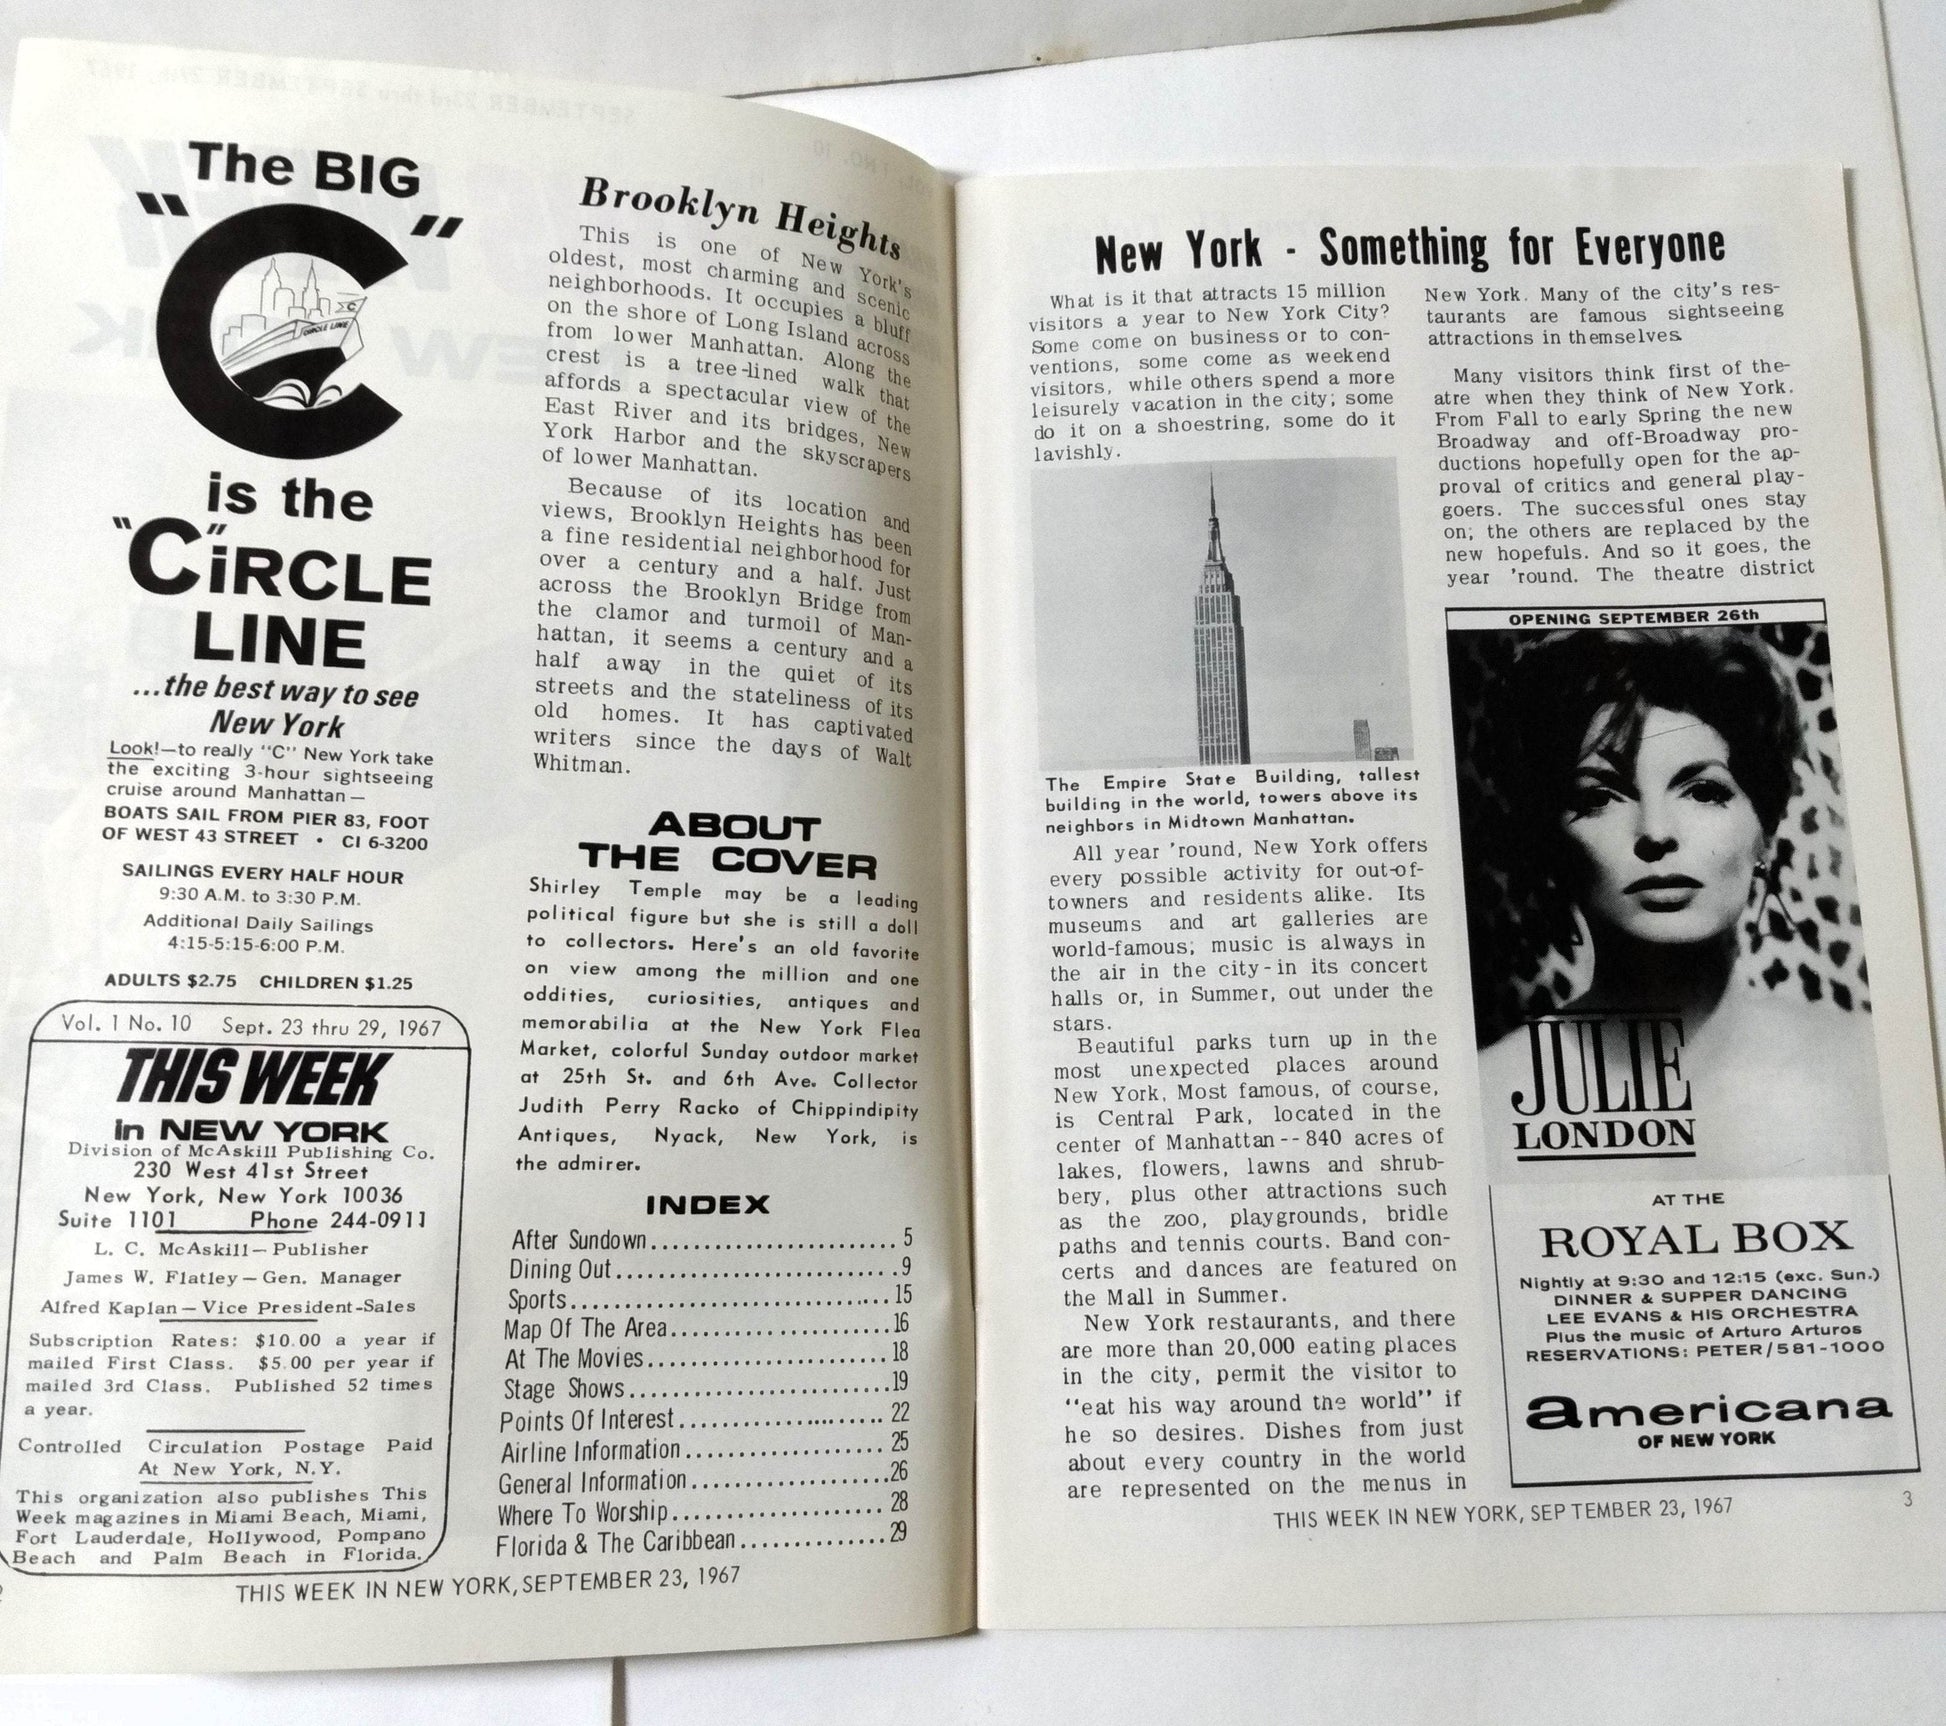 The BIG
"C"
CIRCLE LINE
is the
"C"iRCLE
LINE
...the best way to see
New York
Look!—to really "C" New York take
the exciting 3-hour sightseeing
cruise around Manhattan—
BOATS SAIL FROM PIER 83, FOOT
OF WEST 43 STREET • CI 6-3200
SAILINGS EVERY HALF HOUR
9:30 A.M. to 3:30 P.M.
Additional Daily Sailings
4:15-5:15-6:00 P.M.
ADULTS $2.75 CHILDREN $1.25
Vol. 1 No. 10 Sept. 23 thru 29, 1967
THIS WEEK
in NEW YORK
Division of McAskill Publishing Co.
230 West 41st Street
New York, New York 10036
Suite 1101 Phone 244-0911
L. C. McAskill—Publisher
James W. Flatley—Gen. Manager
Alfred Kaplan—Vice President-Sales
Subscription Rates: $10.00 a year if
mailed First Class. $5.00 per year if
mailed 3rd Class. Published 52 times
a year.
Controlled Circulation Postage Paid
At New York, N.Y.
This organization also publishes This
Week magazines in Miami Beach, Miami,
Fort Lauderdale, Hollywood, Pompano
Beach and Palm Beach in Florida.
Brooklyn Heights
This is one of New York's
oldest, most charming and scenic
neighborhoods. It occupies a bluff
on the shore of Long Island across
from lower Manhattan. Along the
crest is a tree-lined walk that
affords a spectacular view of the
East River and its bridges, New
York Harbor and the skyscrapers
of lower Manhattan.
Because of its location and
views, Brooklyn Heights has been
a fine residential neighborhood for
over a century and a half. Just
across the Brooklyn Bridge from
the clamor and turmoil of Man-
hattan, it seems a century and a
half away in the quiet of its
streets and the stateliness of its
old homes. It has captivated
writers since the days of Walt
Whitman.
ABOUT
THE COVER
Shirley Temple may be a leading
political figure but she is still a doll
to collectors. Here's an old favorite
on view among the million and one
oddities, curiosities, antiques and
memorabilia at the New York Flea
Market, colorful Sunday outdoor market
at 25th St. and 6th Ave. Collector
Judith Perry Racko of Chippindipity
Antiques, Nyack, New York, is
the admirer.
INDEX
After Sundown........................ 5
Dining Out...........................9
Sports..............................15
Map Of The Area.....................16
At The Movies.......................18
Stage Shows.........................19
Points Of Interest.................. 22
Airline Information................. 25
General Information.................26
Where To Worship................... 28
Florida & The Caribbean..............29
THIS WEEK IN NEW YORK, SEPTEMBER 23, 1967
New York - Something for Everyone
What is it that attracts 15 million
visitors a year to New York City?
Some come on business or to con-
ventions, some come as weekend
visitors, while others spend a more
leisurely vacation in the city; some
do it on a shoestring, some do it
lavishly.
The Empire State Building, tallest
building in the world, towers above its
neighbors in Midtown Manhattan.
All year 'round, New York offers
every possible activity for out-of-
towners and residents alike. Its
museums and art galleries are
world-famous; music is always in
the air in the city-in its concert
halls or, in Summer, out under the
stars.
Beautiful parks turn up in the
most unexpected places around
New York. Most famous, of course,
is Central Park, located in the
center of Manhattan--840 acres of
lakes, flowers, lawns and shrub-
bery, plus other attractions such
as the zoo, playgrounds, bridle
paths and tennis courts. Band con-
certs and dances are featured on
the Mall in Summer.
New York restaurants, and there
are more than 20,000 eating places
in the city, permit the visitor to
"eat his way around the world" if
he so desires. Dishes from just
about every country in the world
are represented on the menus in
New York. Many of the city's res-
taurants are famous sightseeing
attractions in themselves.
Many visitors think first of the-
atre when they think of New York.
From Fall to early Spring the new
Broadway and off-Broadway pro-
ductions hopefully open for the ap-
proval of critics and general play-
goers. The successful ones stay
on; the others are replaced by the
new hopefuls. And so it goes, the
year 'round. The theatre district
OPENING SEPTEMBER 26th
JULIE
LONDON
AT THE
ROYAL BOX
Nightly at 9:30 and 12:15 (exc. Sun.)
DINNER & SUPPER DANCING
LEE EVANS & HIS ORCHESTRA
Plus the music of Arturo Arturos
RESERVATIONS: PETER/581-1000
americana
OF NEW YORK
THIS WEEK IN NEW YORK, SEPTEMBER 23, 1967
3